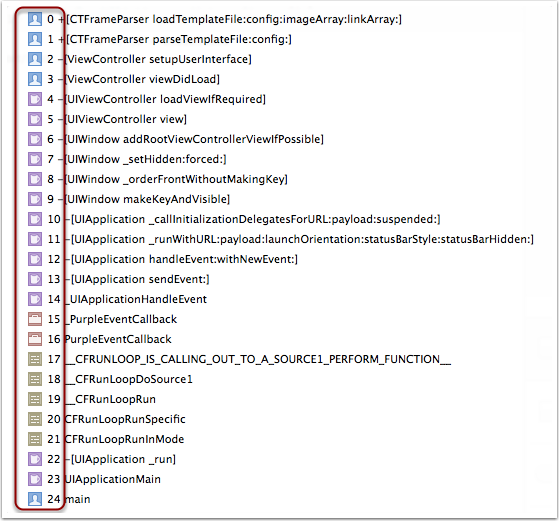 0 +[CTFrameParser loadTemplateFile:config:imageArray:linkArray:]
1 +[CTFrameParser parseTemplateFile:config:]
2 -[ViewController setupUserInterface]
3 -[ViewController viewDidLoad]
4 -[UIViewController loadViewIfRequired]
5 -[UIViewController view]
6 -[UIWindow addRootViewControllerViewIfPossible]
7 -[UIWindow _setHidden:forced:]
8 -[UIWindow _orderFrontWithoutMakingKey]
9 -[UIWindow makeKeyAndVisible]
10 -[UIApplication _callInitializationDelegatesForURL:payload:suspended:]
11 -[UIApplication _runWithURL:payload:launchOrientation:statusBarStyle:statusBarHidden:]
12 -[UIApplication handleEvent:withNewEvent:]
13 -[UIApplication sendEvent:]
14 _UIApplicationHandleEvent
15 _PurpleEventCallback
16 PurpleEventCallback
17 __CFRUNLOOP_IS_CALLING_OUT_TO_A_SOURCE1_PERFORM_FUNCTION__
18 __CFRunLoopDoSource1
19 __CFRunLoopRun
20 CFRunLoopRunSpecific
21 CFRunLoopRunInMode
22 -[UIApplication _run]
23 UIApplicationMain
24 main